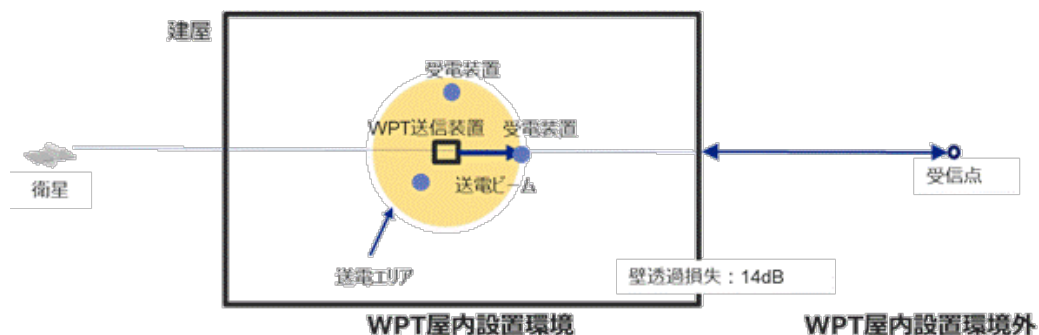 建屋
受電装置
WPT送信装置
受電装置
衛星
送電ビーム
受信点
送電エリア
壁透過損失：14dB
WPT屋内設置環境
WPT屋内設置環境外